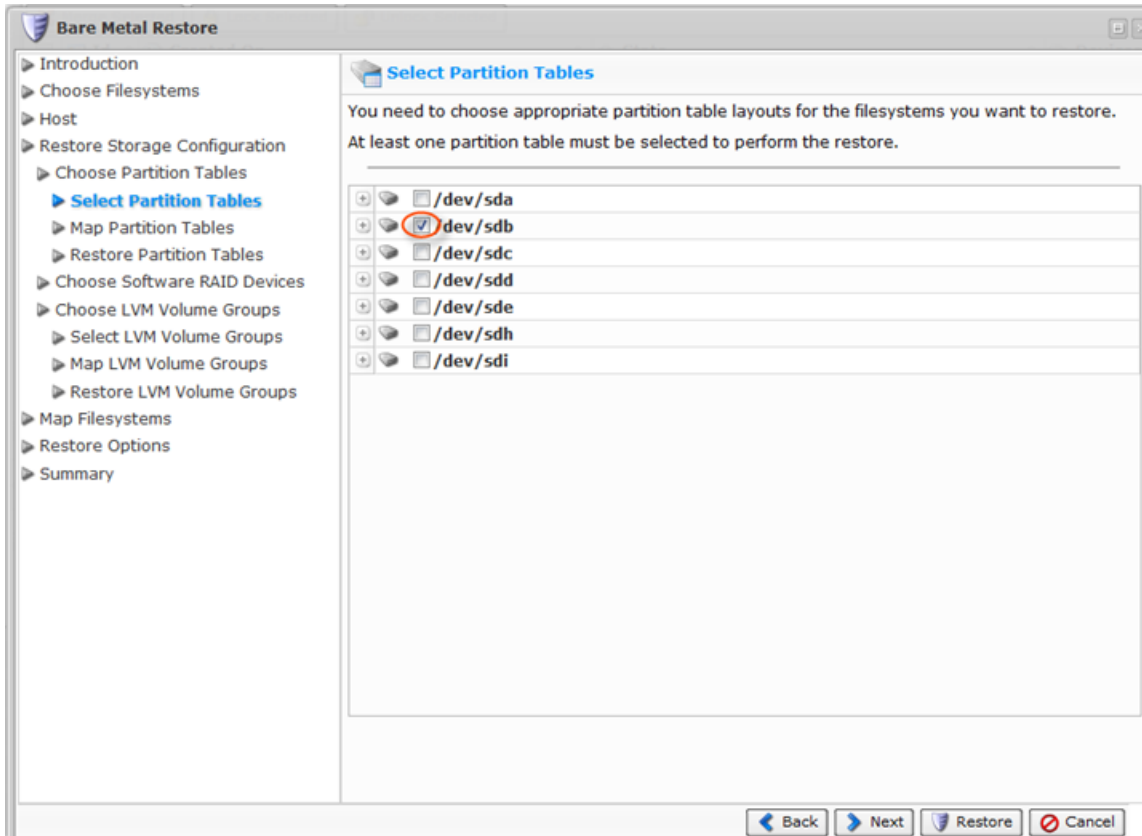 Bare Metal Restore
Introduction
Choose Filesystems
Host
Restore Storage Configuration
Choose Partition Tables
Select Partition Tables
Map Partition Tables
Restore Partition Tables
Choose Software RAID Devices
Choose LVM Volume Groups
Select LVM Volume Groups
Map LVM Volume Groups
Restore LVM Volume Groups
Map Filesystems
Restore Options
Summary
Select Partition Tables
You need to choose appropriate partition table layouts for the filesystems you want to restore.
At least one partition table must be selected to perform the restore.
/dev/sda
/dev/sdb
/dev/sdc
/dev/sdd
/dev/sde
/dev/sdh
/dev/sdi
Back Next Restore Cancel